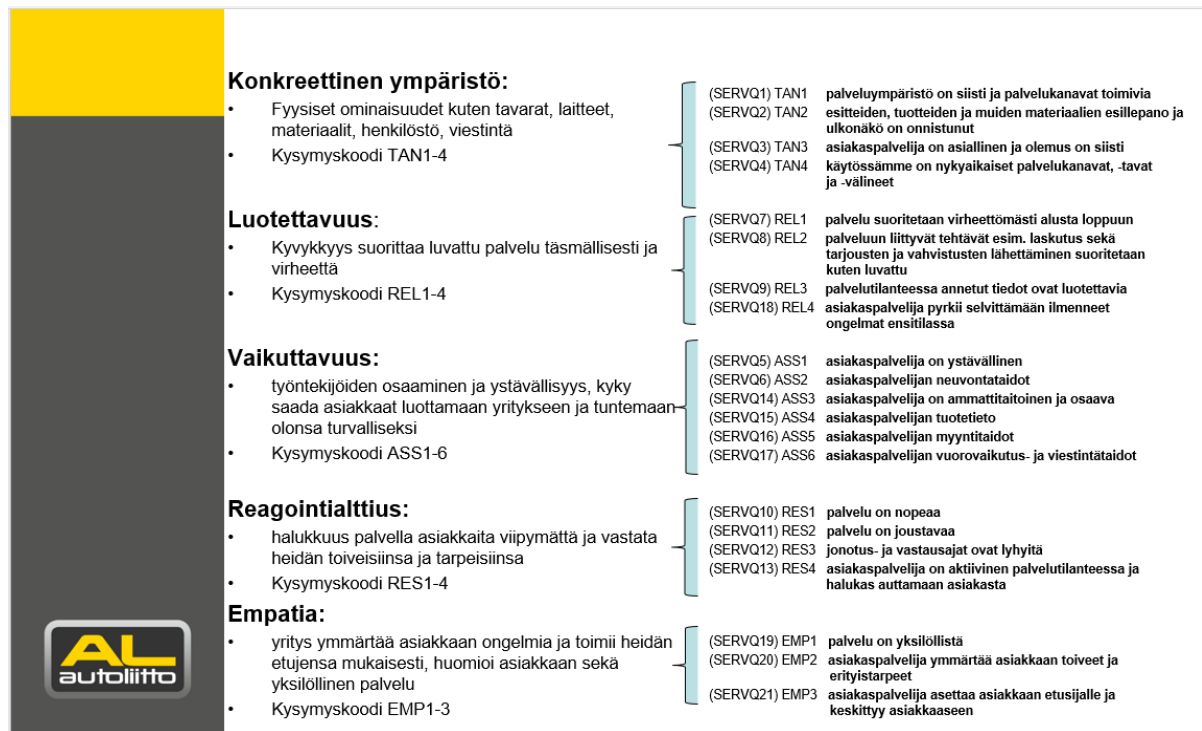 Konkreettinen ympäristö:
• Fyysiset ominaisuudet kuten tavarat, laitteet,
materiaalit, henkilöstö, viestintä
• Kysymyskoodi TAN1-4
(SERVQ1) TAN1 palveluympäristö on siisti ja palvelukanavat toimivia
(SERVQ2) TAN2 esitteiden, tuotteiden ja muiden materiaalien esillepano ja
ulkonäkö on onnistunut
(SERVQ3) TAN3 asiakaspalvelija on asiallinen ja olemus on siisti
(SERVQ4) TAN4 käytössämme on nykyaikaiset palvelukanavat, -tavat
ja -välineet
Luotettavuus:
• Kyvykkyys suorittaa luvattu palvelu täsmällisesti ja
virheettä
• Kysymyskoodi REL1-4
(SERVQ7) REL1 palvelu suoritetaan virheettömästi alusta loppuun
(SERVQ8) REL2 palveluun liittyvät tehtävät esim. laskutus sekä
tarjousten ja vahvistusten lähettäminen suoritetaan
kuten luvattu
(SERVQ9) REL3 palvelutilanteessa annetut tiedot ovat luotettavia
(SERVQ18) REL4 asiakaspalvelija pyrkii selvittämään ilmenneet
ongelmat ensitilassa
Vaikuttavuus:
• työntekijöiden osaaminen ja ystävällisyys, kyky
saada asiakkaat luottamaan yritykseen ja tuntemaan
olonsa turvalliseksi
• Kysymyskoodi ASS1-6
(SERVQ5) ASS1 asiakaspalvelija on ystävällinen
(SERVQ6) ASS2 asiakaspalvelijan neuvontataidot
(SERVQ14) ASS3 asiakaspalvelija on ammattitaitoinen ja osaava
(SERVQ15) ASS4 asiakaspalvelijan tuotetieto
(SERVQ16) ASS5 asiakaspalvelijan myyntitaidot
(SERVQ17) ASS6 asiakaspalvelijan vuorovaikutus- ja viestintätaidot
Reagointialttius:
• halukkuus palvella asiakkaita viipymättä ja vastata
heidän toiveisiinsa ja tarpeisiinsa
• Kysymyskoodi RES1-4
(SERVQ10) RES1 palvelu on nopeaa
(SERVQ11) RES2 palvelu on joustavaa
(SERVQ12) RES3 jonotus- ja vastausajat ovat lyhyitä
(SERVQ13) RES4 asiakaspalvelija on aktiivinen palvelutilanteessa ja
halukas auttamaan asiakasta
Empatia:
• yritys ymmärtää asiakkaan ongelmia ja toimii heidän
etujensa mukaisesti, huomioi asiakkaan sekä
yksilöllinen palvelu
• Kysymyskoodi EMP1-3
(SERVQ19) EMP1 palvelu on yksilöllistä
(SERVQ20) EMP2 asiakaspalvelija ymmärtää asiakkaan toiveet ja
erityistarpeet
(SERVQ21) EMP3 asiakaspalvelija asettaa asiakkaan etusijalle ja
keskittyy asiakkaaseen
AL
autoliitto